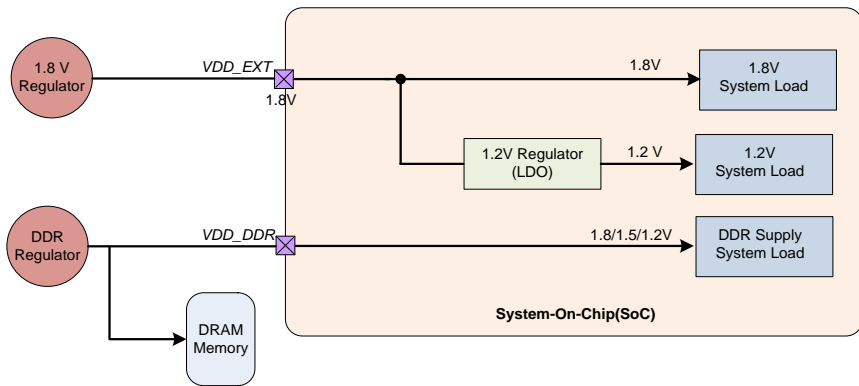 1.8 V
Regulator
VDD_EXT
1.8V
1.8V
1.8V
System Load
1.2V Regulator
(LDO)
1.2 V
1.2V
System Load
DDR
Regulator
VDD_DDR
1.8/1.5/1.2V
DDR Supply
System Load
System-On-Chip(SoC)
DRAM
Memory